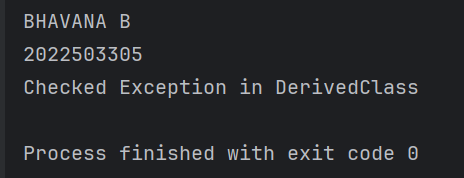 BHAVANA B
2022503305
Checked Exception in DerivedClass
Process finished with exit code 0